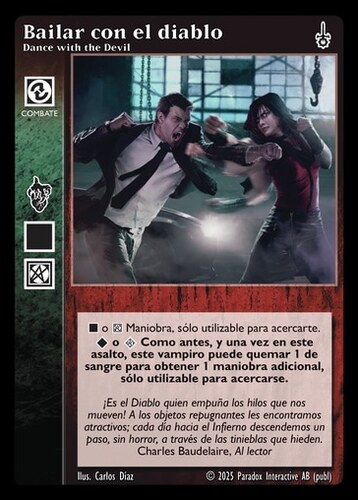 Bailar con el diablo
Dance with the Devil
COMBATE
o Maniobra, sólo utilizable para acercarte.
o Como antes, y una vez en este
asalto, este vampiro puede quemar 1 de
sangre para obtener 1 maniobra adicional,
sólo utilizable para acercarse.
¡Es el Diablo quien empuña los hilos que nos
mueven! A los objetos repugnantes les encontramos
atractivos; cada día hacia el Infierno descendemos un
paso, sin horror, a través de las tinieblas que hieden.
Charles Baudelaire, Al lector
Ilus. Carlos Díaz © 2025 Paradox Interactive AB (publ)